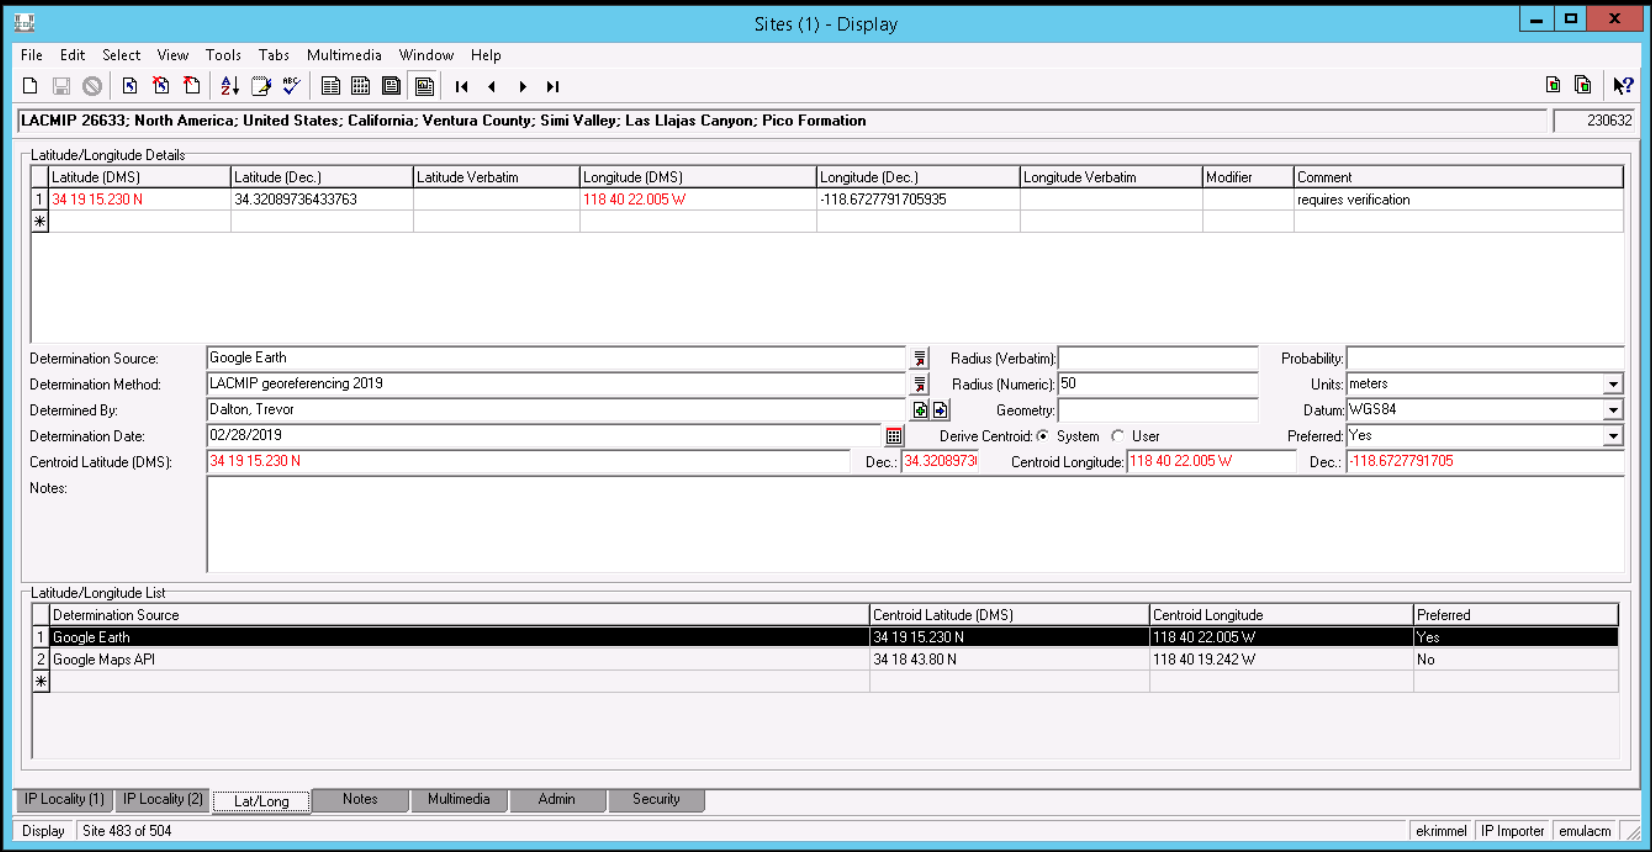 Sites (1) - Display
File Edit Select View Tools Tabs Multimedia Window Help
LACMIP 26633; North America; United States; California; Ventura County; Simi Valley; Las Llajas Canyon; Pico Formation 230632
Latitude/Longitude Details
Latitude (DMS) Latitude (Dec.) Latitude Verbatim Longitude (DMS) Longitude (Dec.) Longitude Verbatim Modifier Comment
1 34 19 15.230 N 34.32089736433763 118 40 22.005 W -118.6727791705935 requires verification
Determination Source: Google Earth Radius (Verbatim): Probability:
Determination Method: LACMIP georeferencing 2019 Radius (Numeric): 50 Units: meters
Determined By: Dalton, Trevor Geometry: Datum: WGS84
Determination Date: 02/28/2019 Derive Centroid: System User Preferred: Yes
Centroid Latitude (DMS): 34 19 15.230 N Dec.: 34.3208973 Centroid Longitude: 118 40 22.005 W Dec.: -118.6727791705
Notes:
Latitude/Longitude List
Determination Source Centroid Latitude (DMS) Centroid Longitude Preferred
1 Google Earth 34 19 15.230 N 118 40 22.005 W Yes
2 Google Maps API 34 18 43.80 N 118 40 19.242 W No
IP Locality (1) IP Locality (2) Lat/Long Notes Multimedia Admin Security
Display Site 483 of 504 ekrimmel IP Importer emulacm